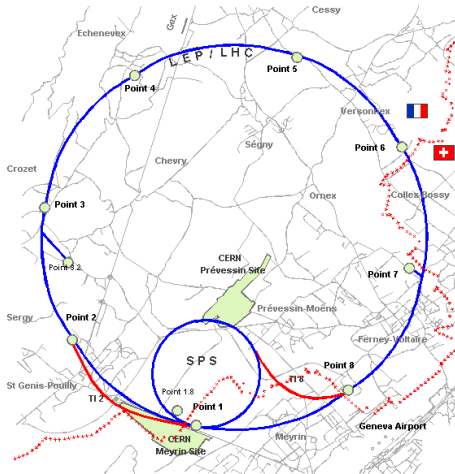 Cessy
Gex
Echenevex
LEP / LHC
Point 5
Point 4
Versonnex
Ségny
Point 6
Chevry
Crozet
Ornex
Collex-Bossy
Point 3
CERN
Prévessin Site
Point 3.2
Point 7
Prévessin-Moëns
Sergy
Point 2
Ferney-Voltaire
SPS
Point 8
TI 8
St Genis-Pouilly
Point 1.8
TI 2
Point 1
Geneva Airport
Meyrin
CERN
Meyrin Site